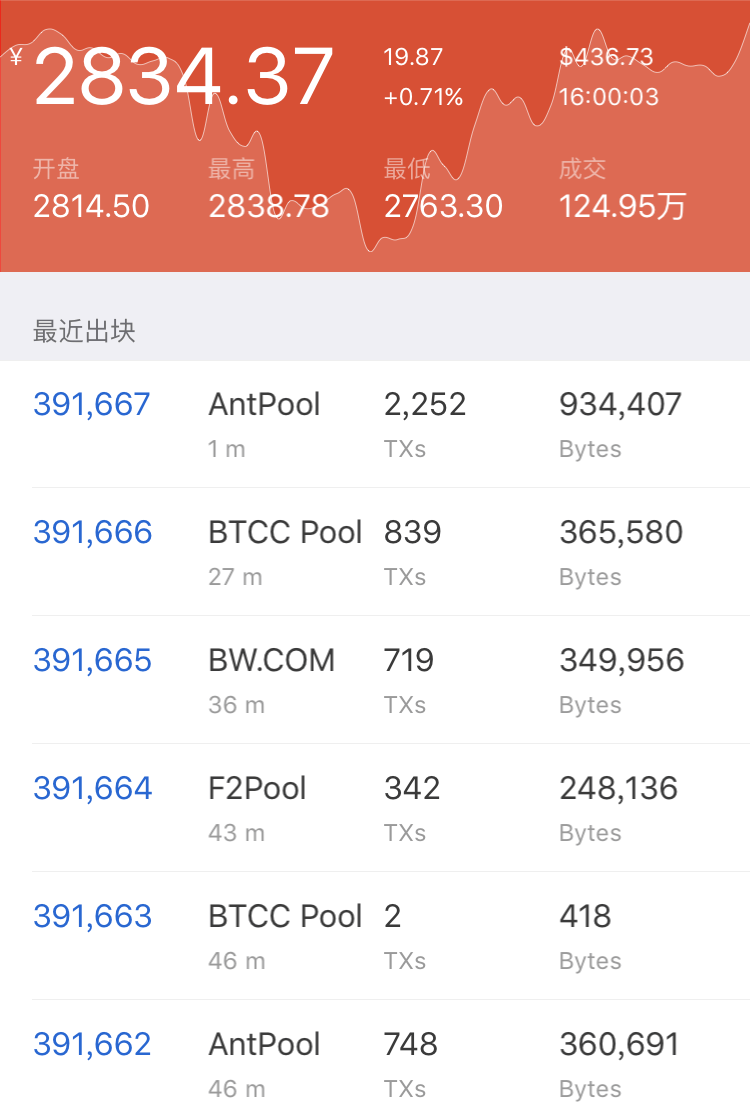 ¥ 2834.37 19.87 $436.73
+0.71% 16:00:03
开盘 最高 最低 成交
2814.50 2838.78 2763.30 124.95万
最近出块
391,667 AntPool 2,252 934,407
1 m TXs Bytes
391,666 BTCC Pool 839 365,580
27 m TXs Bytes
391,665 BW.COM 719 349,956
36 m TXs Bytes
391,664 F2Pool 342 248,136
43 m TXs Bytes
391,663 BTCC Pool 2 418
46 m TXs Bytes
391,662 AntPool 748 360,691
46 m TXs Bytes